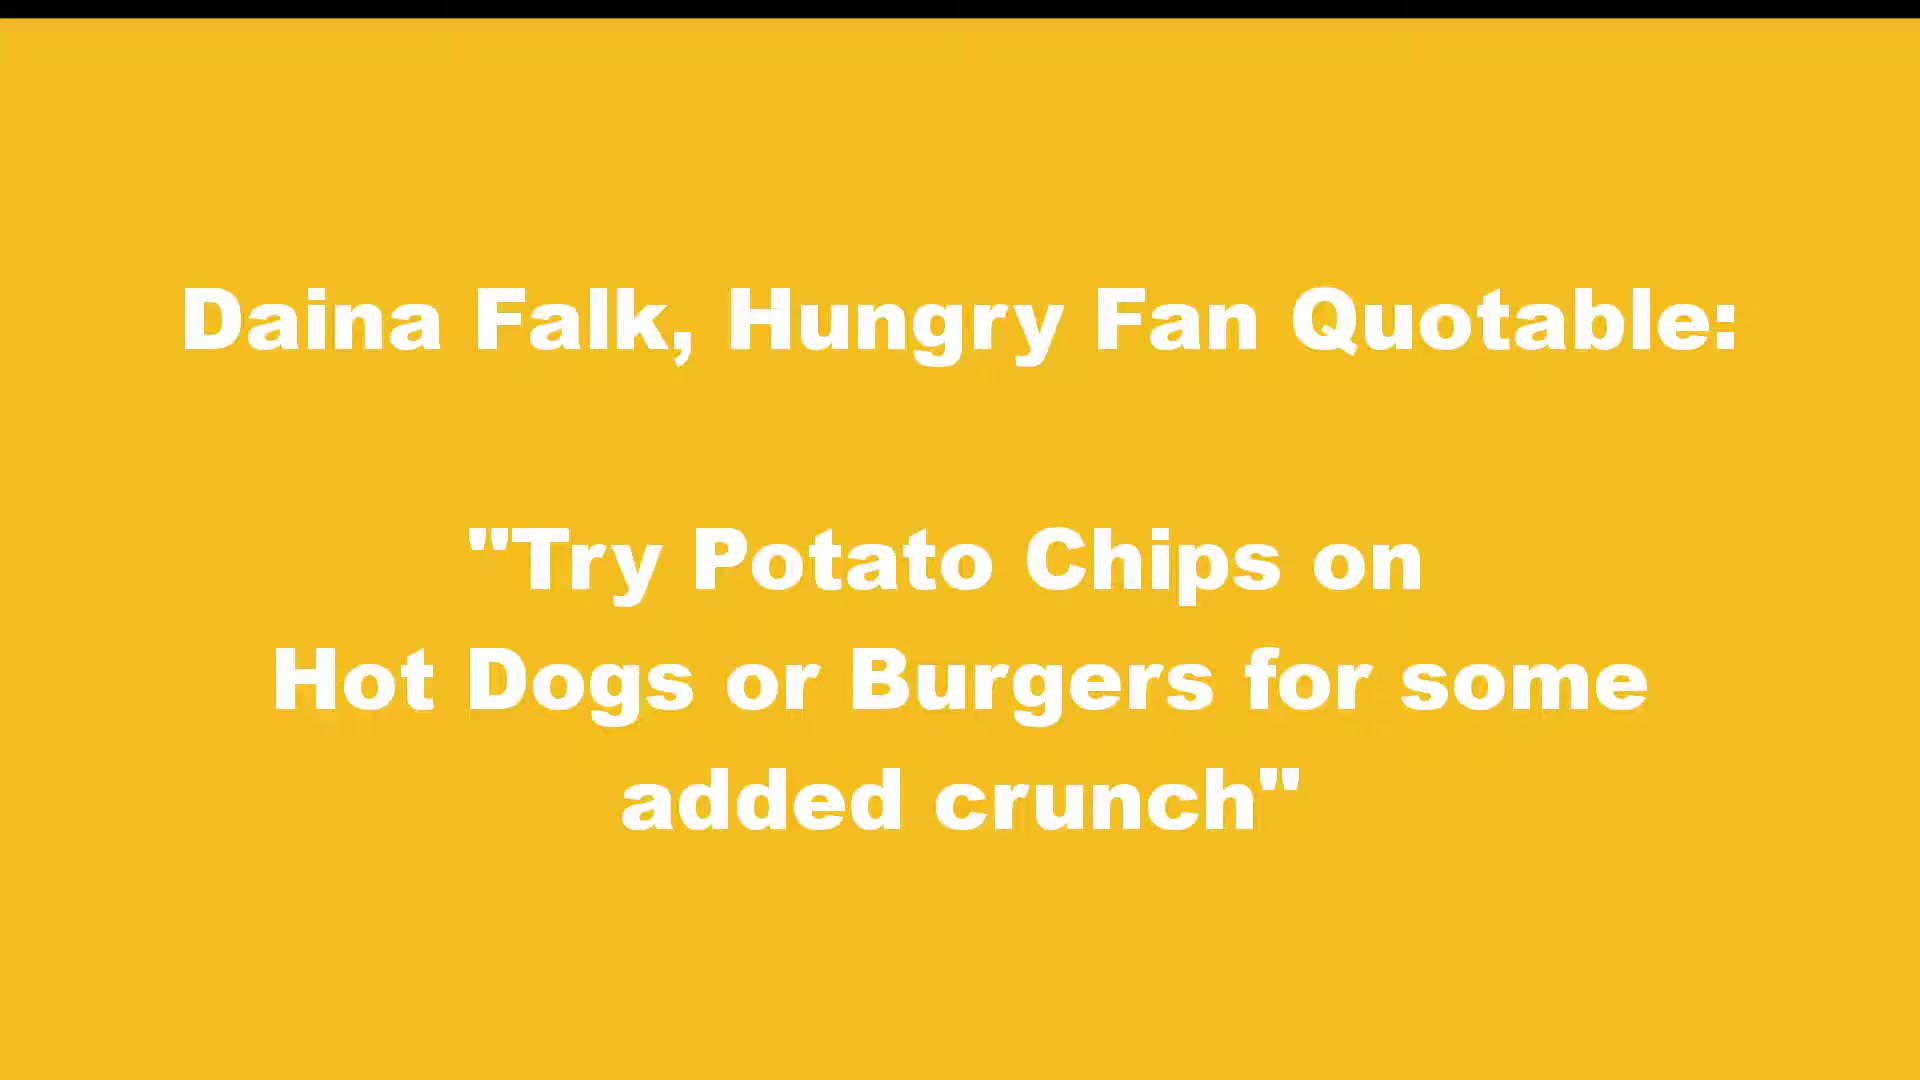 Daina Falk, Hungry Fan Quotable:
"Try Potato Chips on
Hot Dogs or Burgers for some
added crunch"